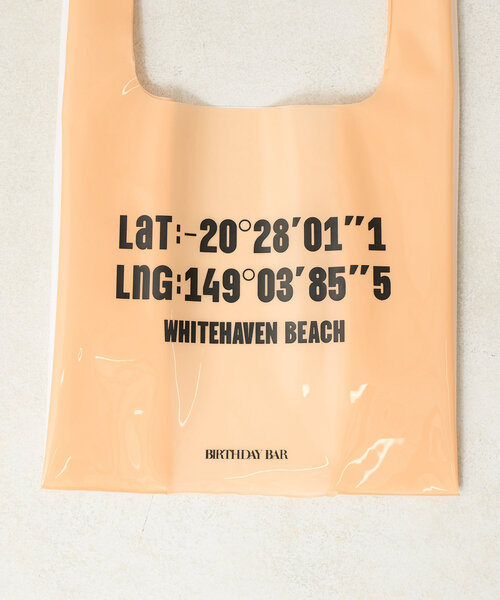 LaT:-20°28'01''1
LnG:149°03'85''5
WHITEHAVEN BEACH
BIRTHDAY BAR